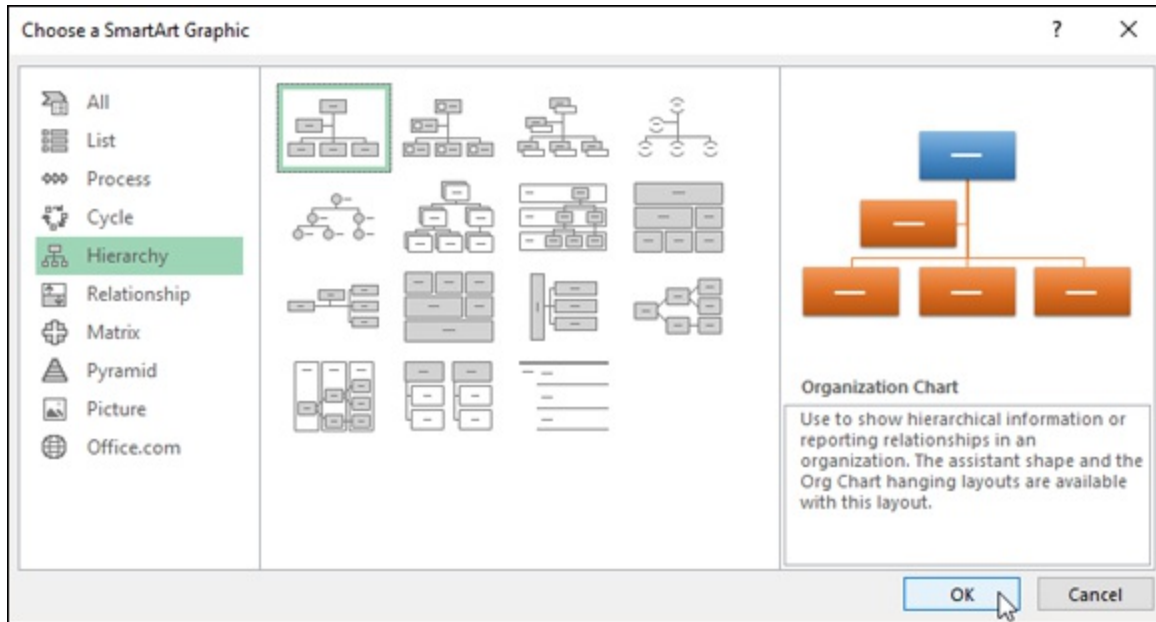 Choose a SmartArt Graphic
?
All
List
Process
Cycle
Hierarchy
Relationship
Matrix
Pyramid
Picture
Office.com
Organization Chart
Use to show hierarchical information or
reporting relationships in an
organization. The assistant shape and the
Org Chart hanging layouts are available
with this layout.
OK
Cancel